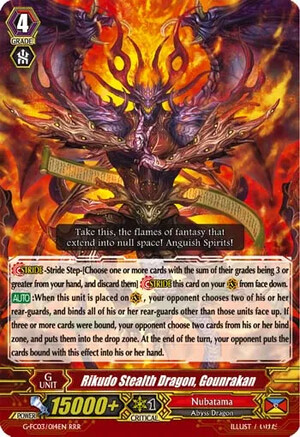 4
GRADE
Take this, the flames of fantasy that
extend into null space! Anguish Spirits!
STRIDE -Stride Step-[Choose one or more cards with the sum of their grades being 3 or
greater from your hand, and discard them] STRIDE this card on your from face down.
AUTO :When this unit is placed on , your opponent chooses two of his or her
rear-guards, and binds all of his or her rear-guards other than those units face up. If
three or more cards were bound, your opponent choose two cards from his or her bind
zone, and puts them into the drop zone. At the end of the turn, your opponent puts the
cards bound with this effect into his or her hand.
G UNIT
Rikudo Stealth Dragon, Gounrakan
POWER 15000+
1 CRITICAL
Nubatama
Abyss Dragon
G-FC03/014EN RRR
ILLUST